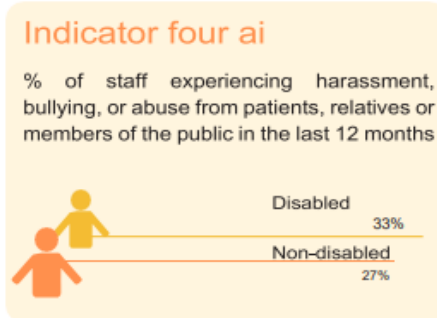 Indicator four ai
% of staff experiencing harassment,
bullying, or abuse from patients, relatives or
members of the public in the last 12 months
Disabled
33%
Non-disabled
27%